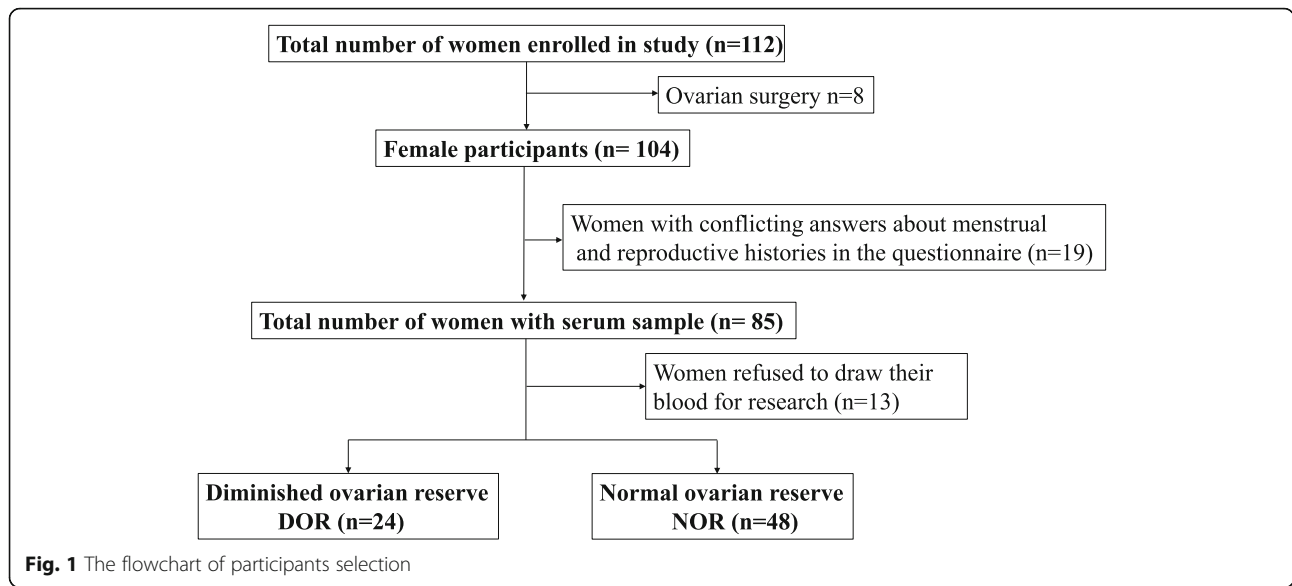 Total number of women enrolled in study (n=112)
Ovarian surgery n=8
Female participants (n= 104)
Women with conflicting answers about menstrual
and reproductive histories in the questionnaire (n=19)
Total number of women with serum sample (n= 85)
Women refused to draw their
blood for research (n=13)
Diminished ovarian reserve
DOR (n=24)
Normal ovarian reserve
NOR (n=48)
Fig. 1 The flowchart of participants selection